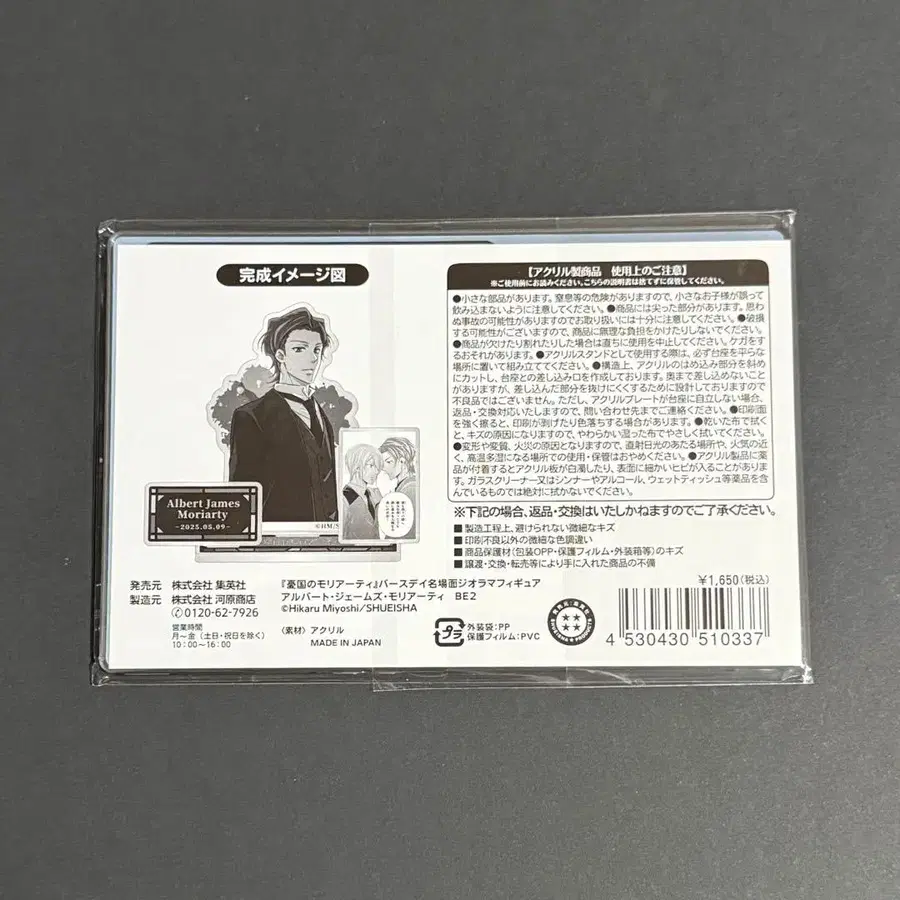 完成イメージ図
Albert James
Moriarty
-2025.05.09-
©HM/S
【アクリル製商品 使用上のご注意】
※ご使用前にお読みください。こちらの説明書は捨てずに保管してください。
●小さな部品があります。窒息等の危険がありますので、小さなお子様が誤って
飲み込まないように注意してください。●商品には尖った部分があります。思わ
ぬ事故の可能性がありますのでお取り扱いには十分に注意してください。●破損
する可能性がございますので、商品に無理な負担をかけたりしないでください。
●商品が欠けたり割れたりした場合は直ちに使用を中止してください。ケガをす
るおそれがあります。●アクリルスタンドとして使用する際は、必ず台座を平らな
場所に置いて組み立ててください。●構造上、アクリルのはめ込み部分を斜め
にカットし、台座との差し込み口を作成しております。奥まで差し込めないこと
がありますが、差し込んだ部分を抜けにくくするために設計しておりますので
不良品ではございません。ただし、アクリルプレートが台座に自立しない場合、
返品・交換対応いたしますので、問い合わせ先までご連絡ください。●印刷面
を強く擦ると、印刷が剥げたり色落ちする場合があります。●乾いた布で拭く
と、キズの原因になりますので、やわらかい湿った布でやさしく拭いてください。
●変形や変質、火災の原因となりますので、直射日光のあたる場所や、火気の近
く、高温多湿になる場所での使用・保管はおやめください。●アクリル製品に薬
品が付着するとアクリル板が白濁したり、表面に細かいヒビが入ることがありま
す。ガラスクリーナー又はシンナーやアルコール、ウェットティッシュ等薬品を含
んでいるものでは絶対に拭かないでください。
※下記の場合、返品・交換はいたしかねますのでご了承ください。
■製造工程上、避けられない微細なキズ
■印刷不良以外の微細な色調違い
■商品保護材(包装OPP・保護フィルム・外装箱等)のキズ
■譲渡・交換・転売等により手に入れた商品の不備
発売元 株式会社 集英社
製造元 株式会社 河原商店
✆0120-62-7926
営業時間
月〜金(土日・祝日を除く)
10:00〜16:00
『憂国のモリアーティ』バースデイ名場面ジオラマフィギュア
アルバート・ジェームズ・モリアーティ BE2
©Hikaru Miyoshi/SHUEISHA
〈素材〉アクリル
MADE IN JAPAN
プラ
外装袋:PP
保護フィルム:PVC
¥1,650(税込)
4 530430 510337